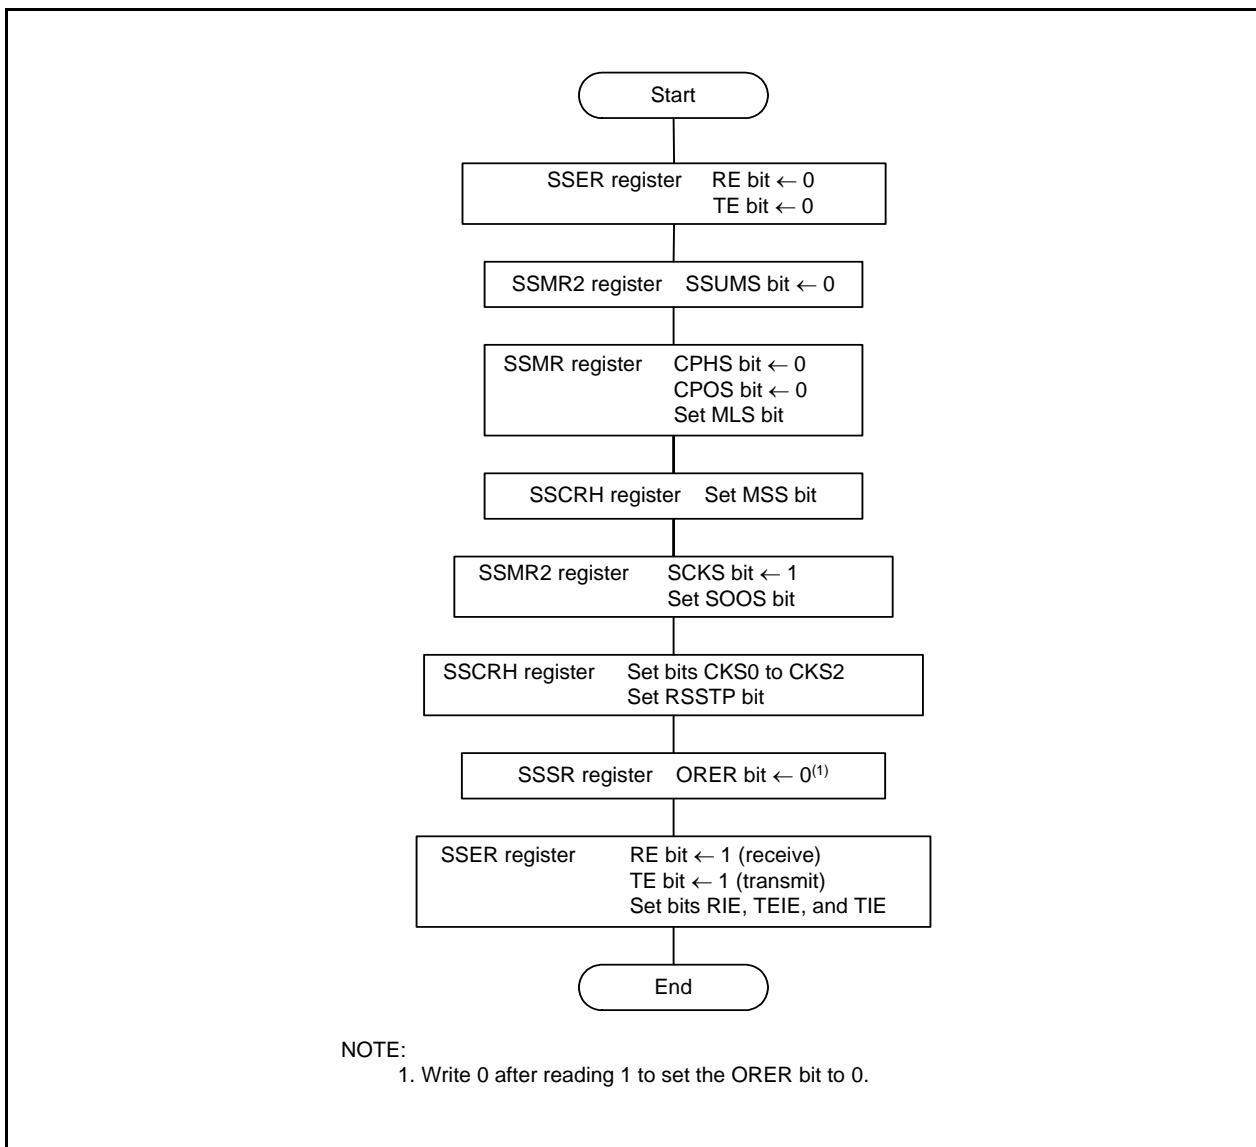 Start
SSER register RE bit ← 0
TE bit ← 0
SSMR2 register SSUMS bit ← 0
SSMR register CPHS bit ← 0
CPOS bit ← 0
Set MLS bit
SSCRH register Set MSS bit
SSMR2 register SCKS bit ← 1
Set SOOS bit
SSCRH register Set bits CKS0 to CKS2
Set RSSTP bit
SSSR register ORER bit ← 0(1)
SSER register RE bit ← 1 (receive)
TE bit ← 1 (transmit)
Set bits RIE, TEIE, and TIE
End
NOTE:
1. Write 0 after reading 1 to set the ORER bit to 0.